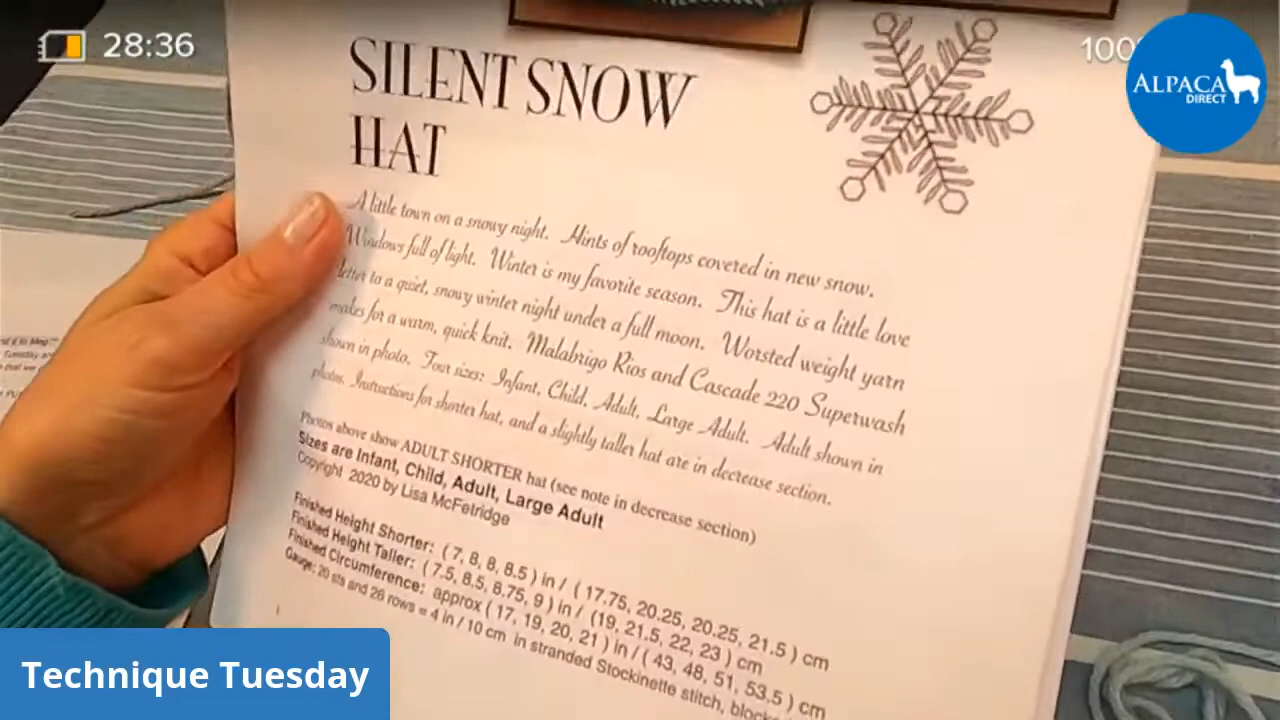 28:36
100
ALPACA
DIRECT
SILENT SNOW
HAT
A little town on a snowy night. Hints of rooftops covered in new snow.
Windows full of light. Winter is my favorite season. This hat is a little love
letter to a quiet, snowy winter night under a full moon. Worsted weight yarn
makes for a warm, quick knit. Malabrigo Rios and Cascade 220 Superwash
shown in photo. Four sizes: Infant, Child, Adult, Large Adult. Adult shown in
photos. Instructions for shorter hat, and a slightly taller hat are in decrease section.
Photos above show ADULT SHORTER hat (see note in decrease section)
Sizes are Infant, Child, Adult, Large Adult
Copyright 2020 by Lisa McFetridge
Finished Height Shorter: ( 7, 8, 8, 8.5 ) in / ( 17.75, 20.25, 20.25, 21.5 ) cm
Finished Height Taller: ( 7.5, 8.5, 8.75, 9 ) in / (19, 21.5, 22, 23 ) cm
Finished Circumference; approx ( 17, 19, 20, 21 ) in / ( 43, 48, 51, 53.5 ) cm
Gauge; 20 sts and 26 rows = 4 in / 10 cm in stranded Stockinette stitch,
Tuesday
Technique Tuesday